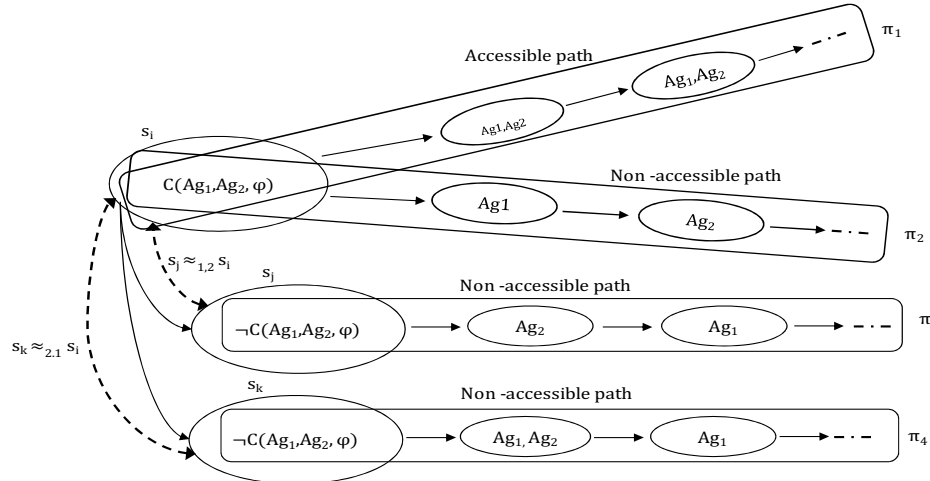 π₁
Accessible path
Ag₁,Ag₂
Ag1,Ag2
sᵢ
C(Ag₁,Ag₂, φ)
Non -accessible path
Ag1
Ag₂
π₂
sⱼ ≈₁,₂ sᵢ
sⱼ
Non -accessible path
¬C(Ag₁,Ag₂, φ)
Ag₂
Ag₁
π
sₖ ≈₂.₁ sᵢ
sₖ
Non -accessible path
¬C(Ag₁,Ag₂, φ)
Ag₁, Ag₂
Ag₁
π₄